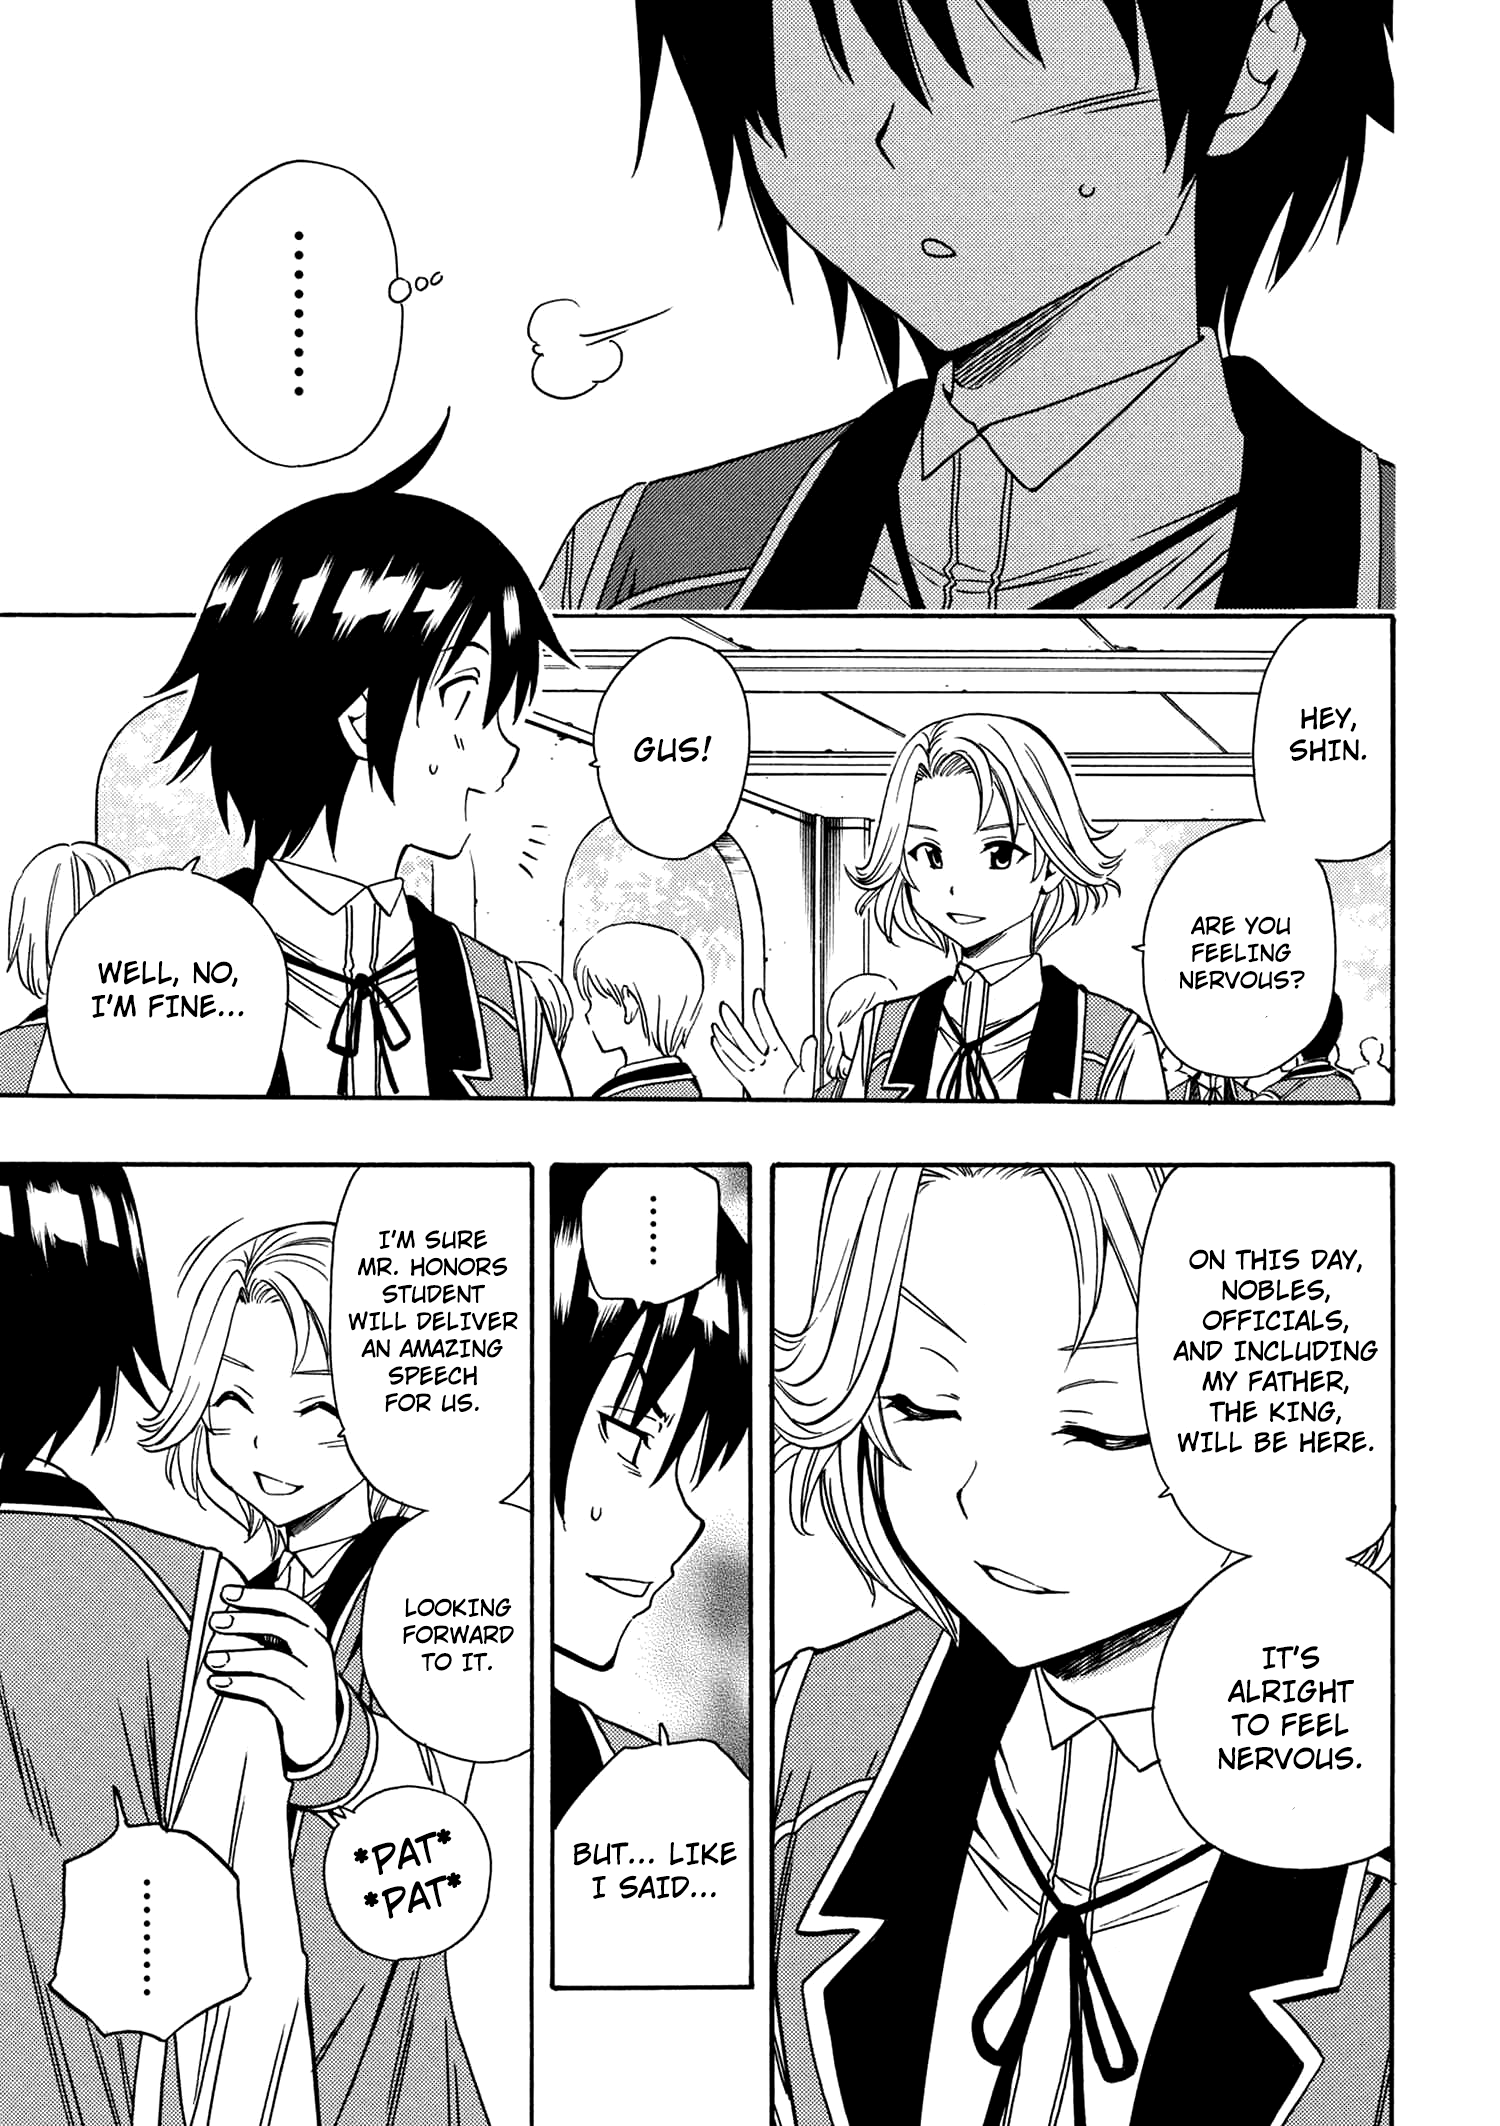 HEY,
SHIN.
ARE YOU
FEELING
NERVOUS?
GUS!
WELL, NO,
I'M FINE...
ON THIS DAY,
NOBLES,
OFFICIALS,
AND INCLUDING
MY FATHER,
THE KING,
WILL BE HERE.
IT'S
ALRIGHT
TO FEEL
NERVOUS.
BUT... LIKE
I SAID...
I'M SURE
MR. HONORS
STUDENT
WILL DELIVER
AN AMAZING
SPEECH
FOR US.
LOOKING
FORWARD
TO IT.
*PAT*
*PAT*